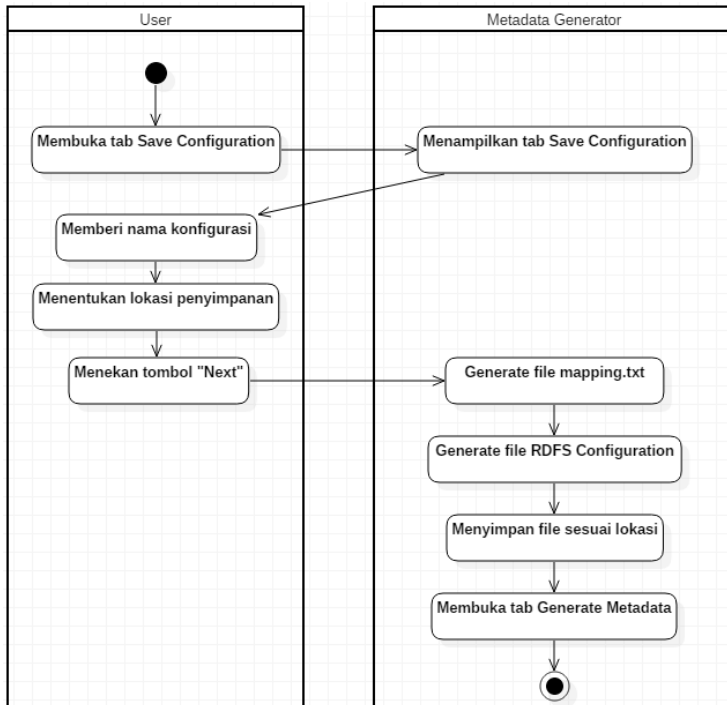 User
Metadata Generator
Membuka tab Save Configuration
Menampilkan tab Save Configuration
Memberi nama konfigurasi
Menentukan lokasi penyimpanan
Menekan tombol "Next"
Generate file mapping.txt
Generate file RDFS Configuration
Menyimpan file sesuai lokasi
Membuka tab Generate Metadata